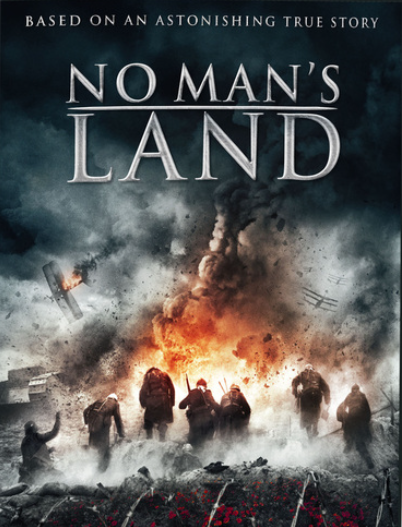 BASED ON AN ASTONISHING TRUE STORY
NO MAN'S
LAND